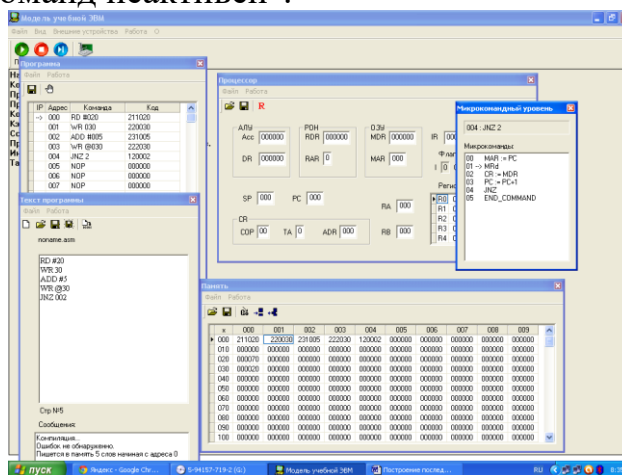 команд неактивен".
Модель учебной ЭВМ
Файл Вид Внешние устройства Работа
Программа
Файл Работа
IP Адрес Команда Код
-> 000 RD #020 211020
001 WR 030 220030
002 ADD #005 231005
003 WR @030 222030
004 JNZ 2 120002
005 NOP 000000
006 NOP 000000
007 NOP 000000
Текст программы
Файл Работа
noname.asm
RD #20
WR 30
ADD #5
WR @30
JNZ 002
Стр №5
Сообщения:
Компиляция...
Ошибок не обнаружено.
Пишется в память 5 слов начиная с адреса 0
Процессор
Файл Работа
R
АЛУ РОН ОЗУ
Acc 000000 RDR 000000 MDR 000000 IR
DR 000000 RAR 0 MAR 000
SP 000 PC 000
RA 000
CR
COP 00 TA 0 ADR 000 RB 000
R0
R1
R2
R3
R4
Микрокомандный уровень
004 : JNZ 2
Микрокоманды:
00 MAR := PC
01 -> MRd
02 CR := MDR
03 PC := PC+1
04 JNZ
05 END_COMMAND
Память
Файл Работа
× 000 001 002 003 004 005 006 007 008 009
000 211020 220030 231005 222030 120002 000000 000000 000000 000000 000000
010 000000 000000 000000 000000 000000 000000 000000 000000 000000 000000
020 000070 000000 000000 000000 000000 000000 000000 000000 000000 000000
030 000020 000000 000000 000000 000000 000000 000000 000000 000000 000000
040 000000 000000 000000 000000 000000 000000 000000 000000 000000 000000
050 000000 000000 000000 000000 000000 000000 000000 000000 000000 000000
060 000000 000000 000000 000000 000000 000000 000000 000000 000000 000000
070 000000 000000 000000 000000 000000 000000 000000 000000 000000 000000
080 000000 000000 000000 000000 000000 000000 000000 000000 000000 000000
090 000000 000000 000000 000000 000000 000000 000000 000000 000000 000000
100 000000 000000 000000 000000 000000 000000 000000 000000 000000 000000
пуск
Яндекс - Google Chr...
S-94157-719-2 (G:)
Модель учебной ЭВМ
Построение послед...
RU